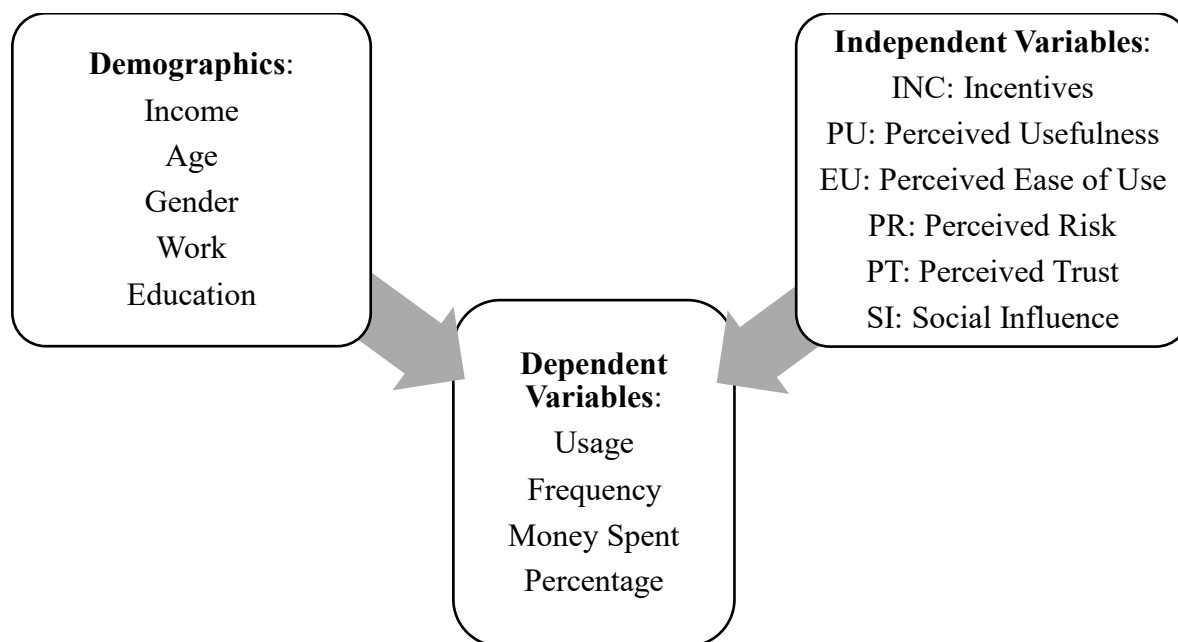 Demographics:
Income
Age
Gender
Work
Education
Independent Variables:
INC: Incentives
PU: Perceived Usefulness
EU: Perceived Ease of Use
PR: Perceived Risk
PT: Perceived Trust
SI: Social Influence
Dependent
Variables:
Usage
Frequency
Money Spent
Percentage